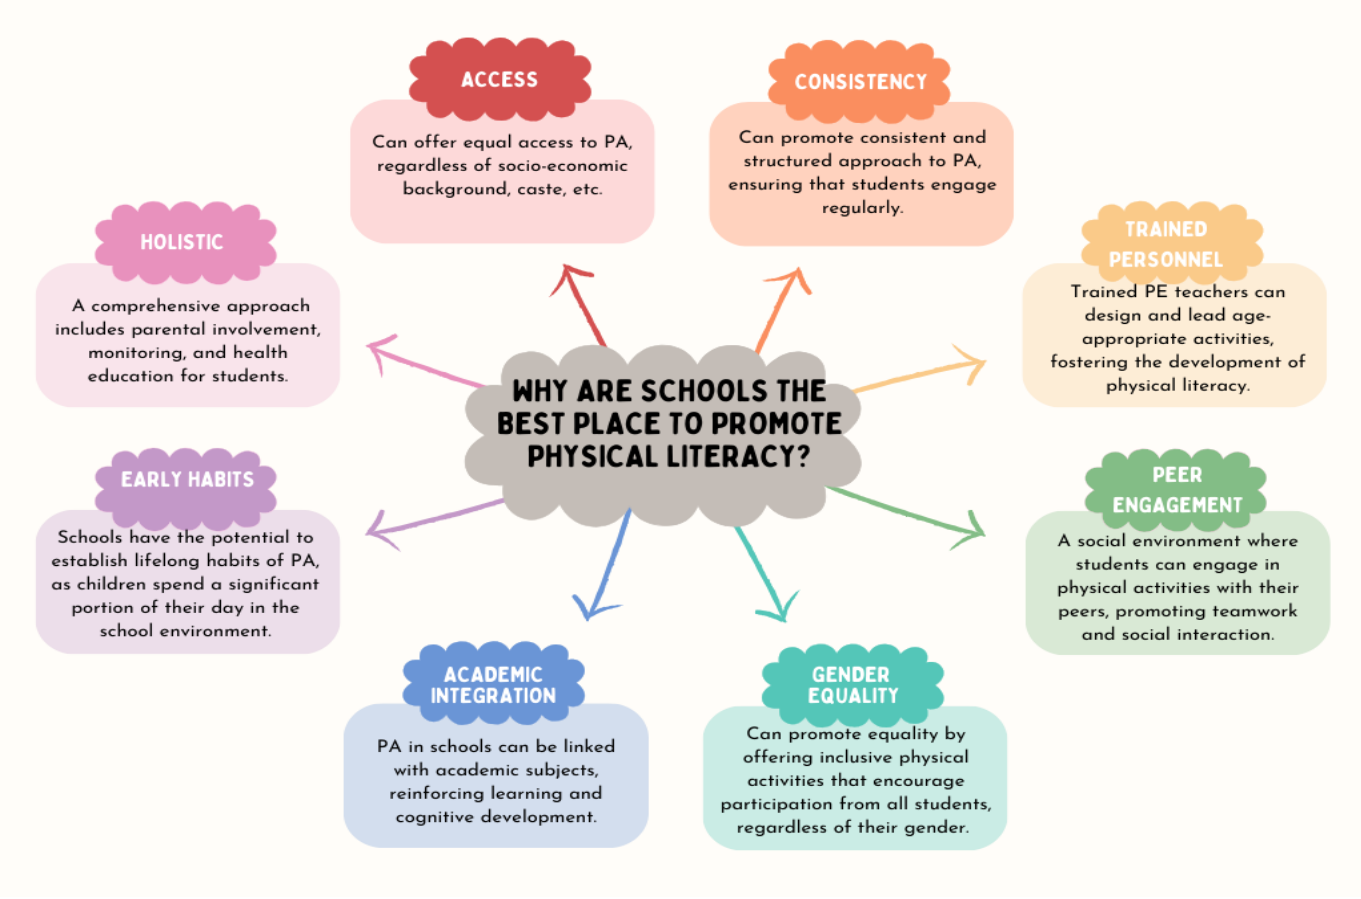 WHY ARE SCHOOLS THE
BEST PLACE TO PROMOTE
PHYSICAL LITERACY?
ACCESS
Can offer equal access to PA,
regardless of socio-economic
background, caste, etc.
CONSISTENCY
Can promote consistent and
structured approach to PA,
ensuring that students engage
regularly.
TRAINED
PERSONNEL
Trained PE teachers can
design and lead age-
appropriate activities,
fostering the development of
physical literacy.
PEER
ENGAGEMENT
A social environment where
students can engage in
physical activities with their
peers, promoting teamwork
and social interaction.
GENDER
EQUALITY
Can promote equality by
offering inclusive physical
activities that encourage
participation from all students,
regardless of their gender.
ACADEMIC
INTEGRATION
PA in schools can be linked
with academic subjects,
reinforcing learning and
cognitive development.
EARLY HABITS
Schools have the potential to
establish lifelong habits of PA,
as children spend a significant
portion of their day in the
school environment.
HOLISTIC
A comprehensive approach
includes parental involvement,
monitoring, and health
education for students.